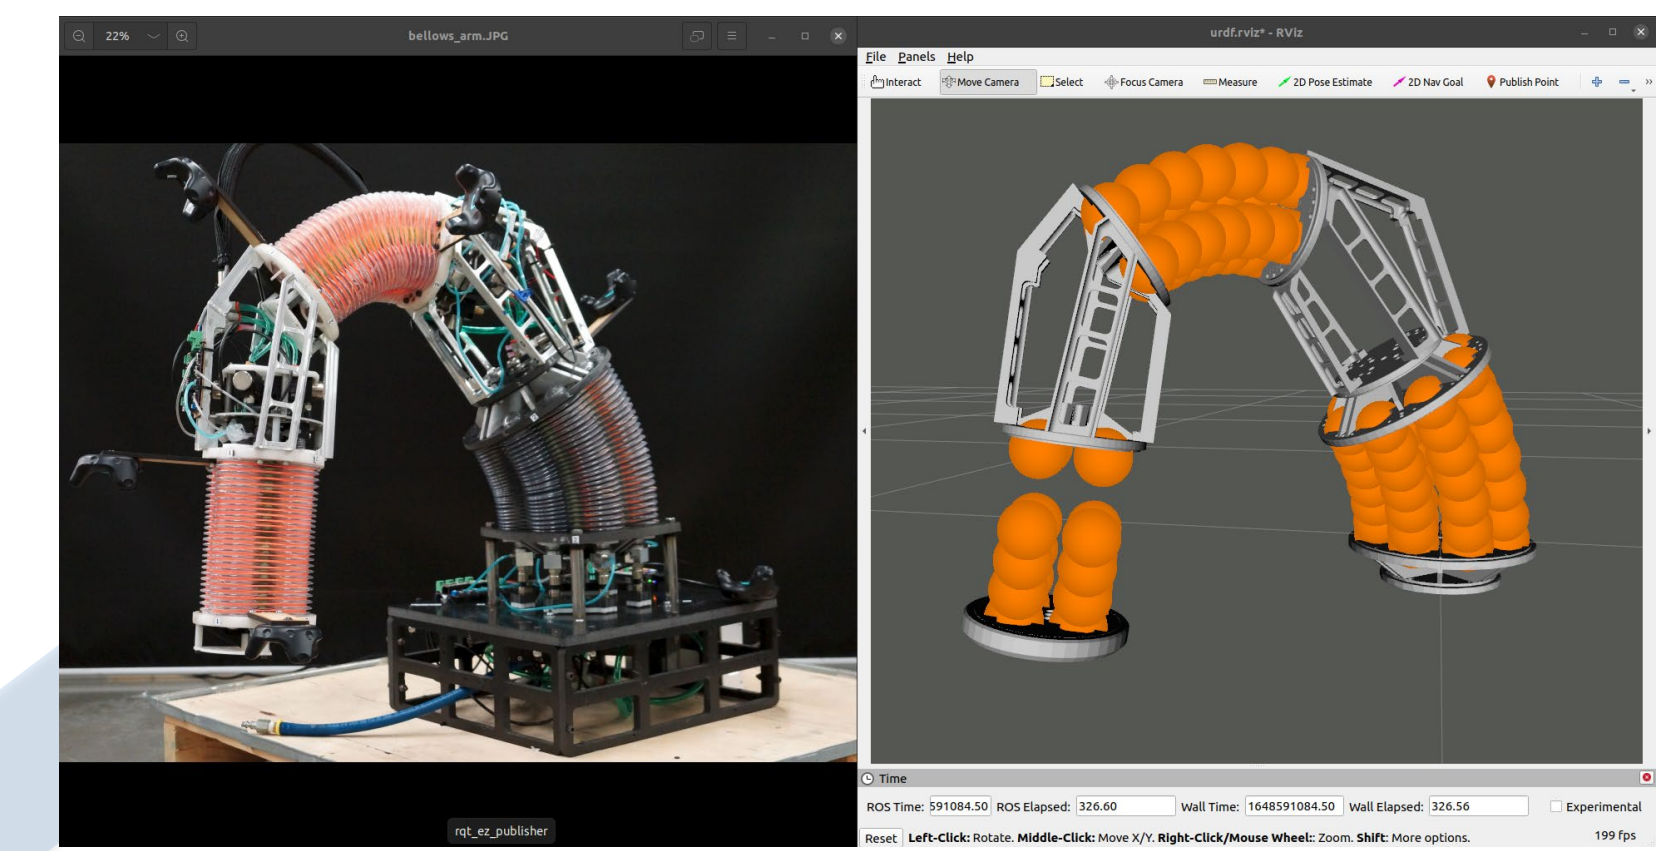 22%
bellows_arm.JPG
urdf.rviz* - RViz
File Panels Help
Interact Move Camera Select Focus Camera Measure 2D Pose Estimate 2D Nav Goal Publish Point
Time
ROS Time: 591084.50 ROS Elapsed: 326.60 Wall Time: 1648591084.50 Wall Elapsed: 326.56 Experimental
rqt_ez_publisher
Reset Left-Click: Rotate. Middle-Click: Move X/Y. Right-Click/Mouse Wheel:: Zoom. Shift: More options. 199 fps